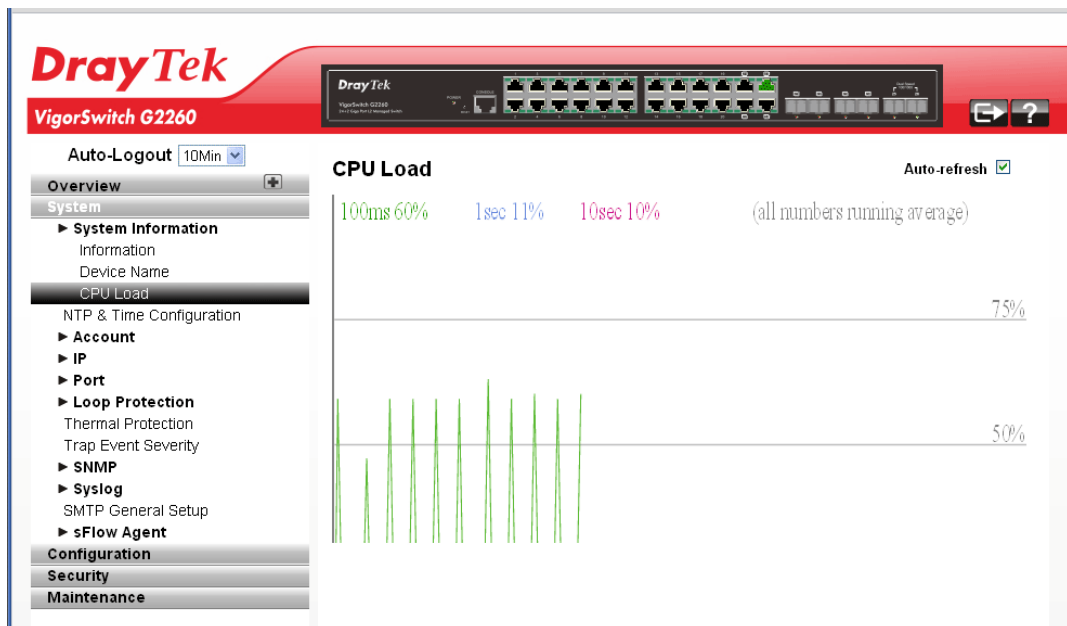 DrayTek
VigorSwitch G2260
DrayTek
VigorSwitch G2260
POWER
CONSOLE
Auto-Logout 10Min
Overview
System
System Information
Information
Device Name
CPU Load
NTP & Time Configuration
Account
IP
Port
Loop Protection
Thermal Protection
Trap Event Severity
SNMP
Syslog
SMTP General Setup
sFlow Agent
Configuration
Security
Maintenance
CPU Load
Auto-refresh
100ms 60% 1sec 11% 10sec 10% (all numbers running average)
75%
50%